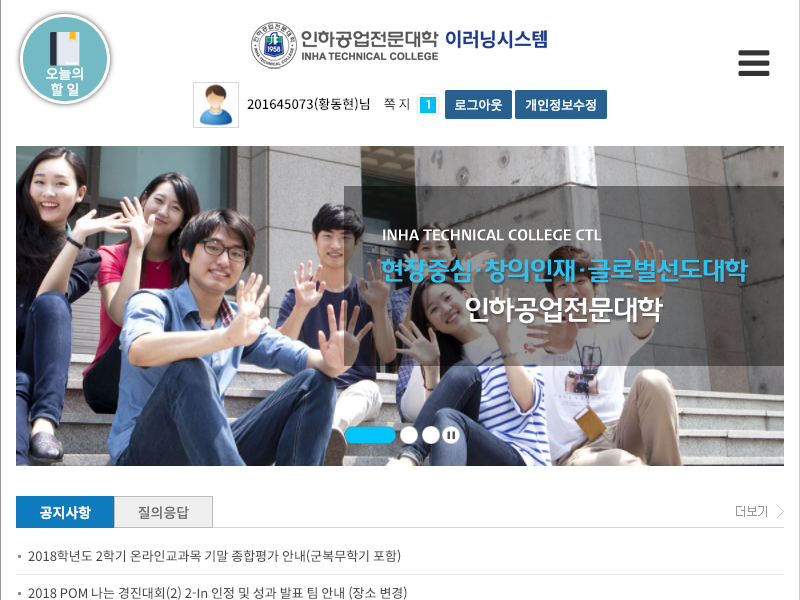 오늘의
할 일
인하공업전문대학 이러닝시스템
INHA TECHNICAL COLLEGE
1958
201645073(황동현)님 쪽지 1 로그아웃 개인정보수정
INHA TECHNICAL COLLEGE CTL
현장중심·창의인재·글로벌선도대학
인하공업전문대학
공지사항 질의응답 더보기
2018학년도 2학기 온라인교과목 기말 종합평가 안내(군복무학기 포함)
2018 POM 나는 경진대회(2) 2-In 인정 및 성과 발표 팀 안내 (장소 변경)